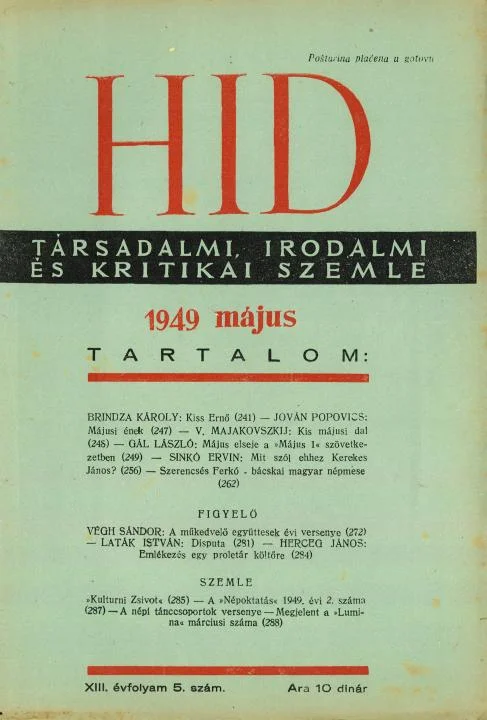 Poštarina plaćena u gotovu
HID
TÁRSADALMI, IRODALMI
ÉS KRITIKAI SZEMLE
1949 május
TARTALOM:
BRINDZA KÁROLY: Kiss Ernő (241) — JOVÁN POPOVICS:
Májusi ének (247) — V. MAJAKOVSZKIJ: Kis májusi dal
(248) — GÁL LÁSZLÓ: Május elseje a »Május 1« szövetke-
zetben (249) — SINKÓ ERVIN: Mit szól ehhez Kerekes
János? (256) — Szerencsés Ferkó - bácskai magyar népmese
(262)
FIGYELŐ
VÉGH SÁNDOR: A műkedvelő együttesek évi versenye (272)
— LATÁK ISTVÁN: Disputa (281) — HERCEG JÁNOS:
Emlékezés egy proletár költőre (284)
SZEMLE
»Kulturni Zsivot« (285) — A »Népoktatás« 1949. évi 2. száma
(287) — A népi tánccsoportok versenye — Megjelent a »Lumi-
na« márciusi száma (288)
XIII. évfolyam 5. szám. Ara 10 dinár